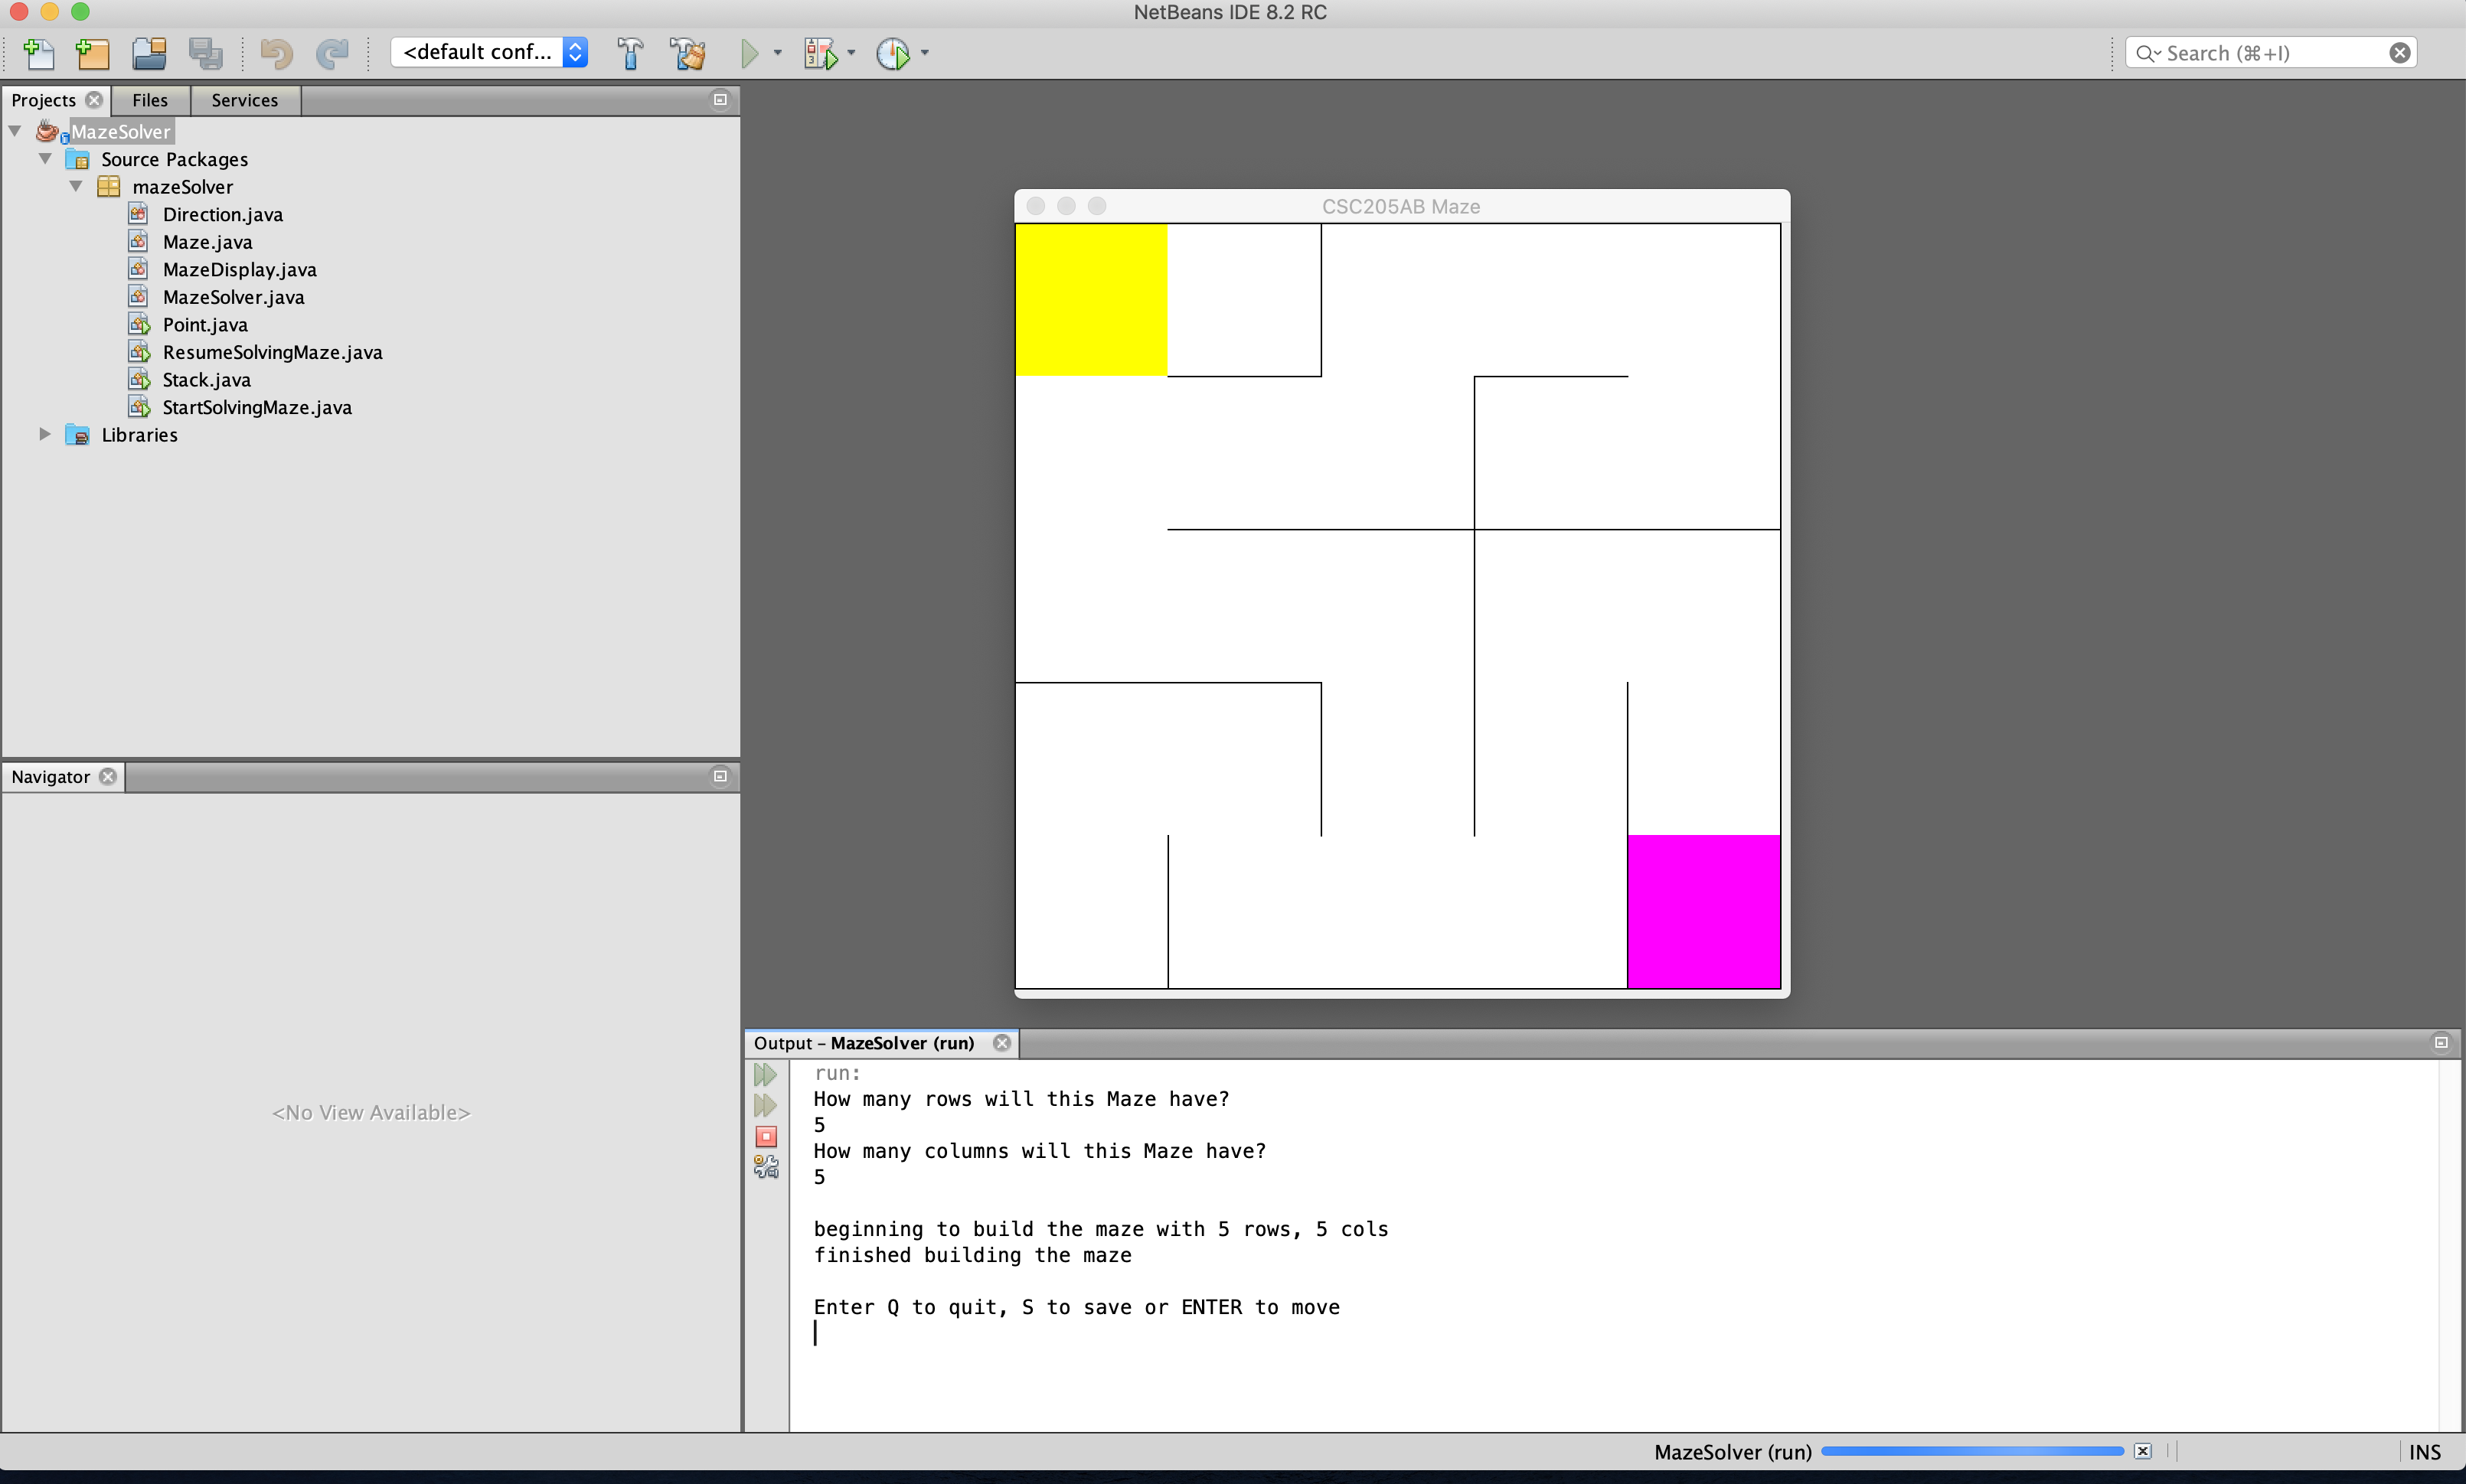 NetBeans IDE 8.2 RC
<default conf...
Search (⌘+I)
Projects Files Services
MazeSolver
Source Packages
mazeSolver
Direction.java
Maze.java
MazeDisplay.java
MazeSolver.java
Point.java
ResumeSolvingMaze.java
Stack.java
StartSolvingMaze.java
Libraries
Navigator
<No View Available>
CSC205AB Maze
Output – MazeSolver (run)
run:
How many rows will this Maze have?
5
How many columns will this Maze have?
5
beginning to build the maze with 5 rows, 5 cols
finished building the maze
Enter Q to quit, S to save or ENTER to move
MazeSolver (run)
INS